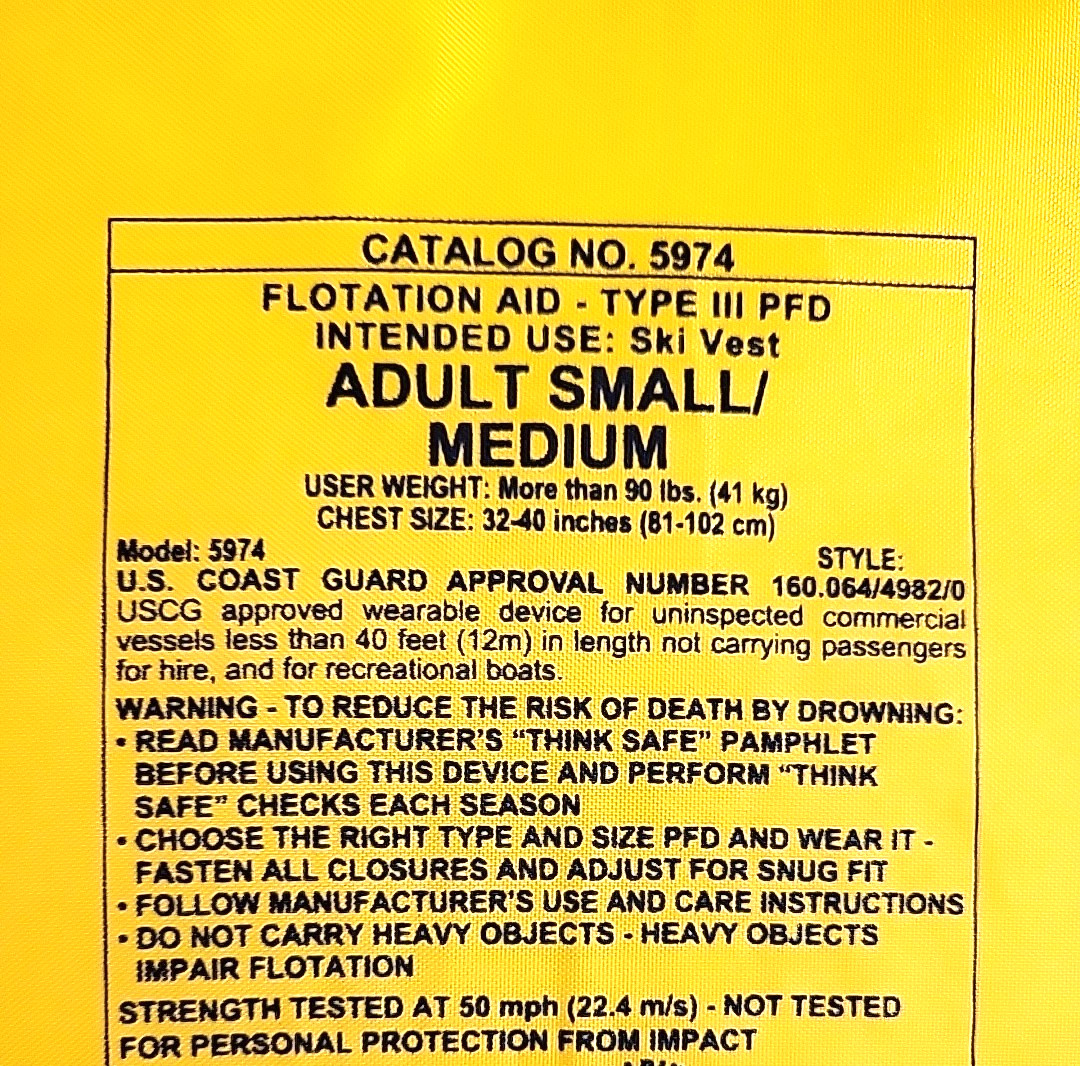 CATALOG NO. 5974
FLOTATION AID - TYPE III PFD
INTENDED USE: Ski Vest
ADULT SMALL/
MEDIUM
USER WEIGHT: More than 90 lbs. (41 kg)
CHEST SIZE: 32-40 inches (81-102 cm)
Model: 5974 STYLE:
U.S. COAST GUARD APPROVAL NUMBER 160.064/4982/0
USCG approved wearable device for uninspected commercial
vessels less than 40 feet (12m) in length not carrying passengers
for hire, and for recreational boats.
WARNING - TO REDUCE THE RISK OF DEATH BY DROWNING:
• READ MANUFACTURER'S “THINK SAFE” PAMPHLET
BEFORE USING THIS DEVICE AND PERFORM “THINK
SAFE” CHECKS EACH SEASON
• CHOOSE THE RIGHT TYPE AND SIZE PFD AND WEAR IT -
FASTEN ALL CLOSURES AND ADJUST FOR SNUG FIT
• FOLLOW MANUFACTURER'S USE AND CARE INSTRUCTIONS
• DO NOT CARRY HEAVY OBJECTS - HEAVY OBJECTS
IMPAIR FLOTATION
STRENGTH TESTED AT 50 mph (22.4 m/s) - NOT TESTED
FOR PERSONAL PROTECTION FROM IMPACT